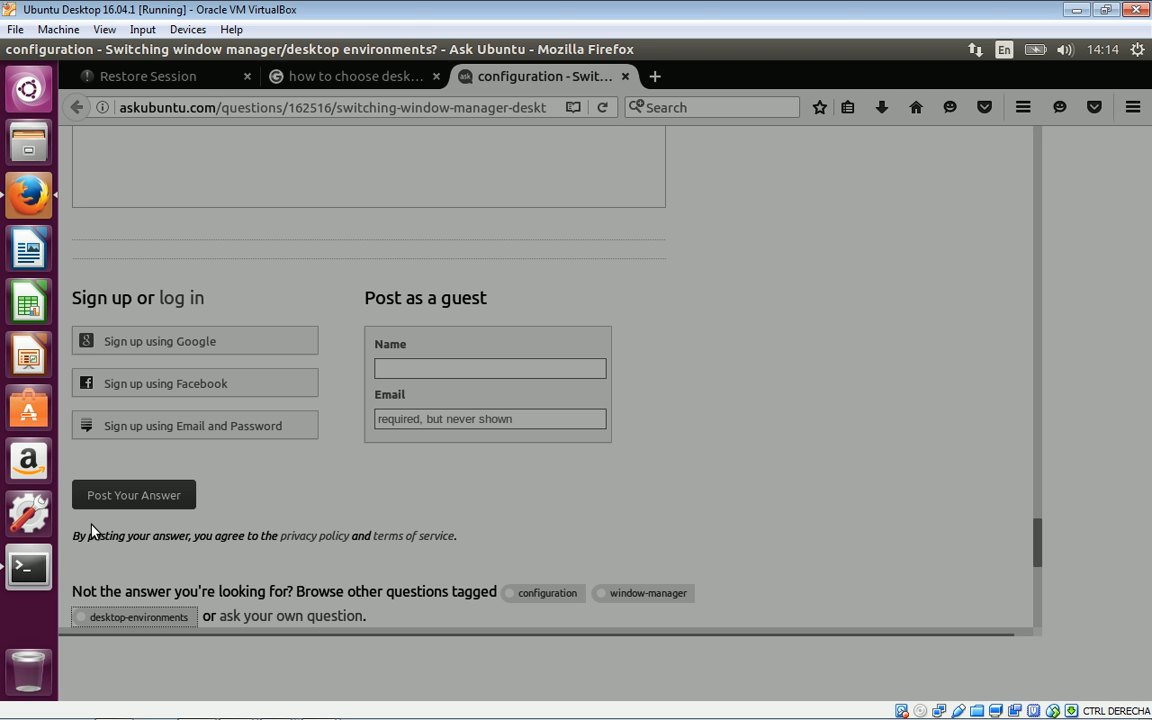 Ubuntu Desktop 16.04.1 [Running] - Oracle VM VirtualBox
File Machine View Input Devices Help
configuration - Switching window manager/desktop environments? - Ask Ubuntu - Mozilla Firefox
En
14:14
Restore Session
how to choose desk...
ask
configuration - Swit...
askubuntu.com/questions/162516/switching-window-manager-deskt
Search
Sign up or log in
Post as a guest
Sign up using Google
Sign up using Facebook
Sign up using Email and Password
Name
Email
required, but never shown
Post Your Answer
By posting your answer, you agree to the privacy policy and terms of service.
Not the answer you're looking for? Browse other questions tagged configuration window-manager
desktop-environments or ask your own question.
CTRL DERECHA